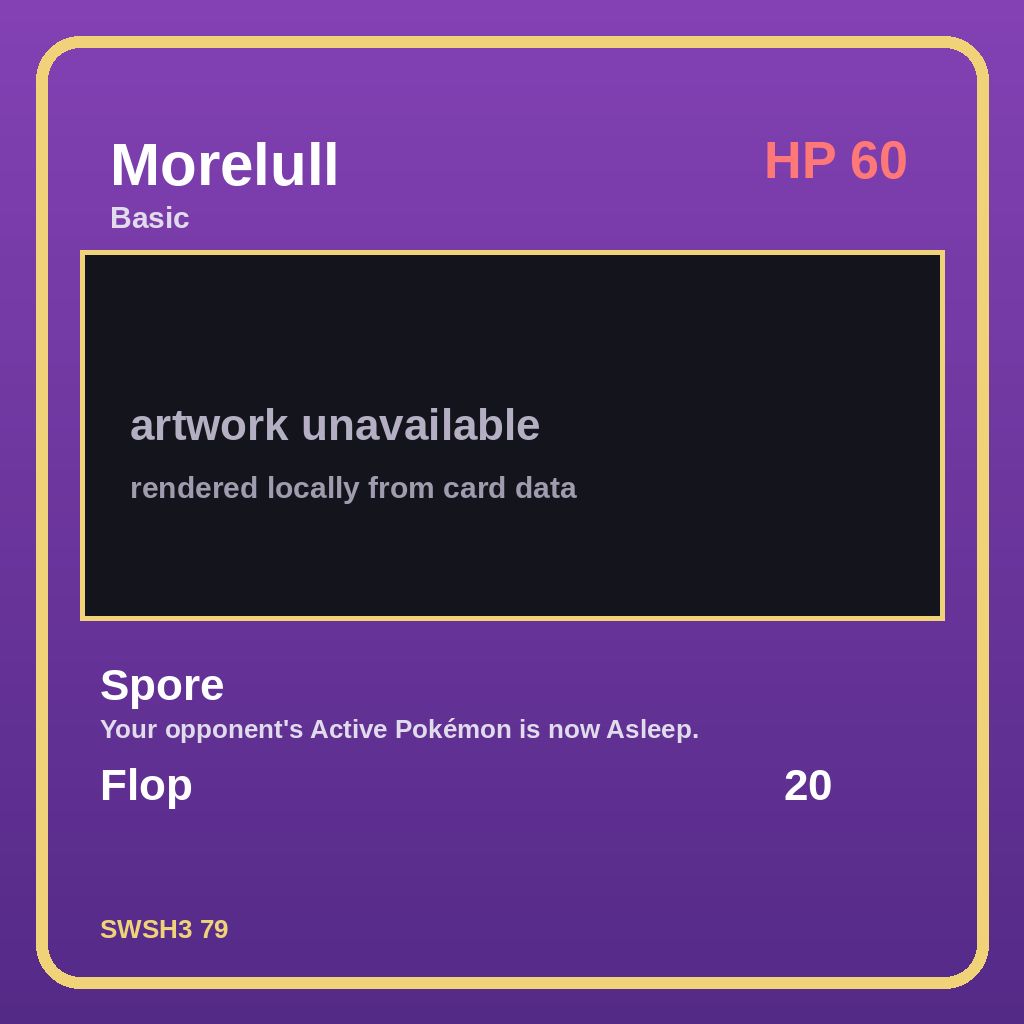 Morelull
HP 60
Basic
artwork unavailable
rendered locally from card data
Spore
Your opponent's Active Pokémon is now Asleep.
Flop 20
SWSH3 79